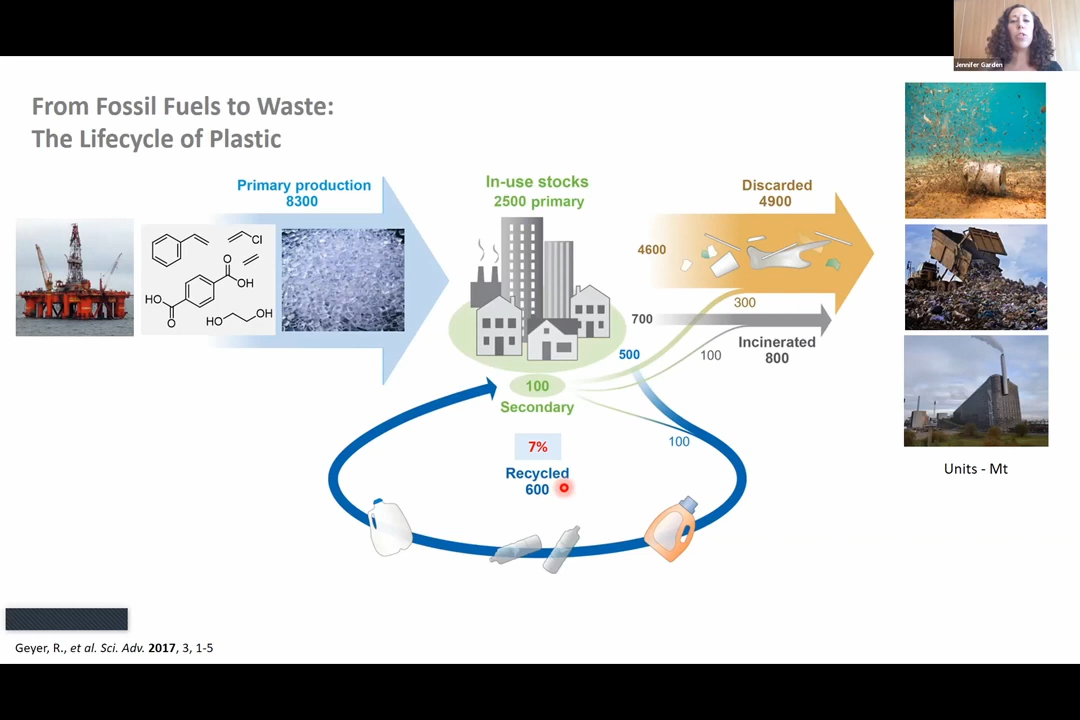 Jennifer Garden
From Fossil Fuels to Waste:
The Lifecycle of Plastic
Primary production
8300
Cl
O
OH
HO
O
HO
OH
In-use stocks
2500 primary
100
Secondary
7%
Recycled
600
Discarded
4900
4600
300
700
500
100
Incinerated
800
100
Units - Mt
Geyer, R., et al. Sci. Adv. 2017, 3, 1-5